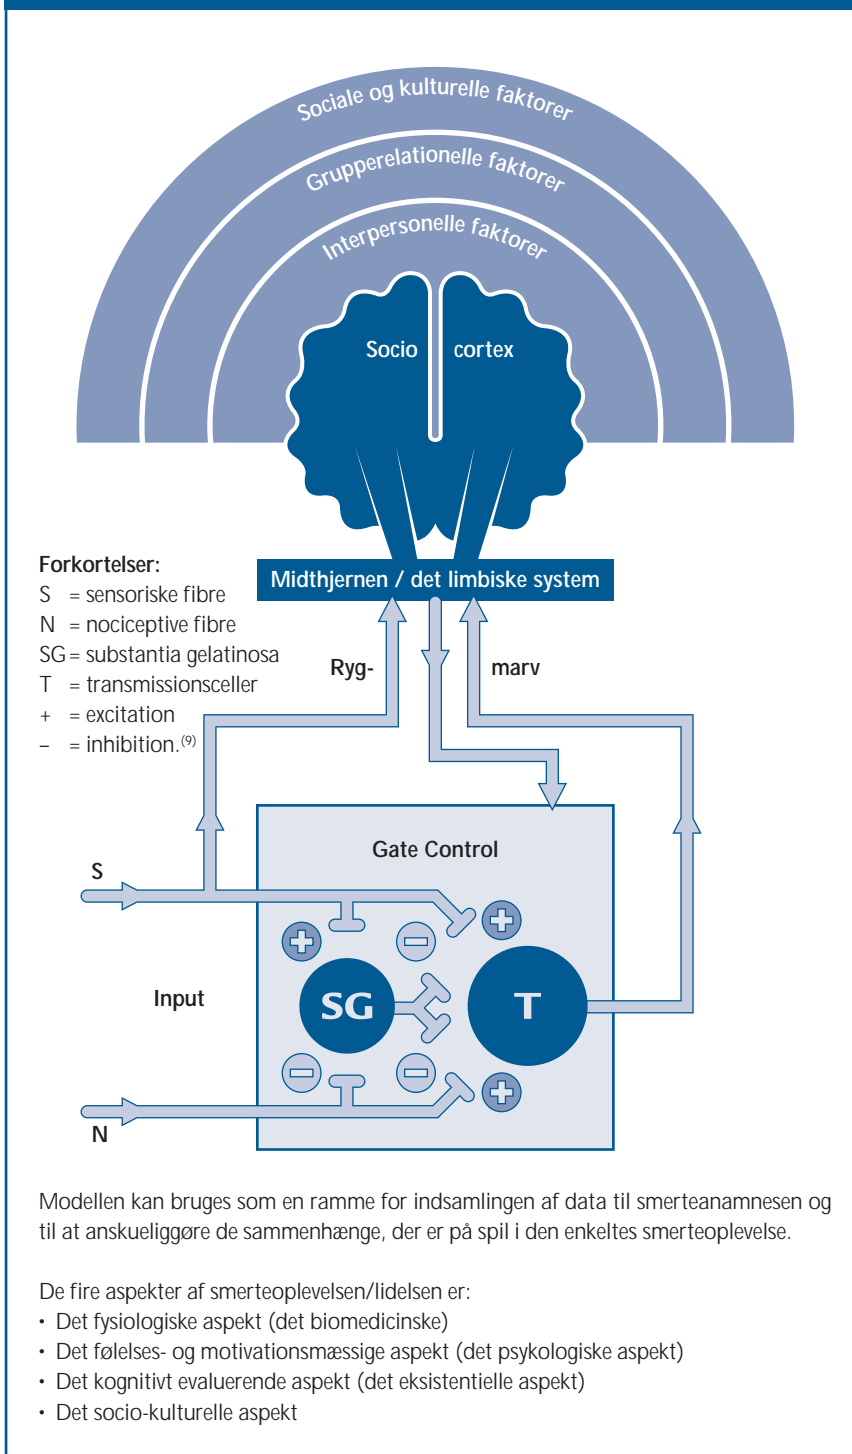 Sociale og kulturelle faktorer
Grupperelationelle faktorer
Interpersonelle faktorer
Socio cortex
Midthjernen / det limbiske system
Forkortelser:
S = sensoriske fibre
N = nociceptive fibre
SG = substantia gelatinosa
T = transmissionsceller
+ = excitation
– = inhibition.(9)
Ryg- marv
Gate Control
S
+ – +
Input
SG T
– – +
N
Modellen kan bruges som en ramme for indsamlingen af data til smerteanamnesen og
til at anskueliggøre de sammenhænge, der er på spil i den enkeltes smerteoplevelse.
De fire aspekter af smerteoplevelsen/lidelsen er:
• Det fysiologiske aspekt (det biomedicinske)
• Det følelses- og motivationsmæssige aspekt (det psykologiske aspekt)
• Det kognitivt evaluerende aspekt (det eksistentielle aspekt)
• Det socio-kulturelle aspekt